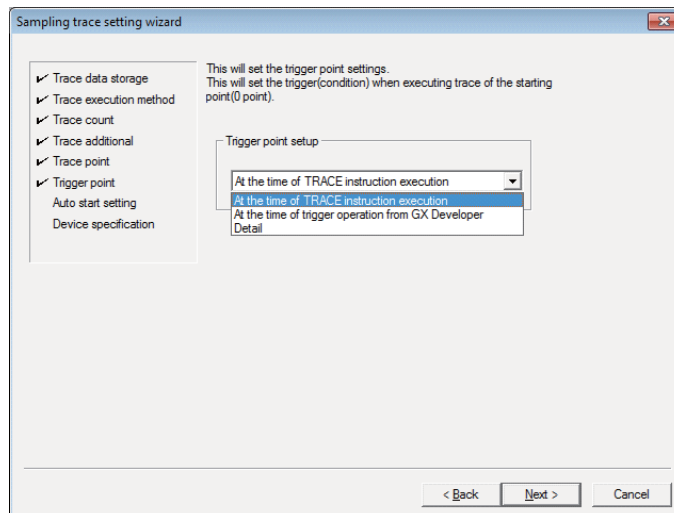 Sampling trace setting wizard
Trace data storage
Trace execution method
Trace count
Trace additional
Trace point
Trigger point
Auto start setting
Device specification
This will set the trigger point settings.
This will set the trigger(condition) when executing trace of the starting
point(0 point).
Trigger point setup
At the time of TRACE instruction execution
At the time of TRACE instruction execution
At the time of trigger operation from GX Developer
Detail
< Back
Next >
Cancel